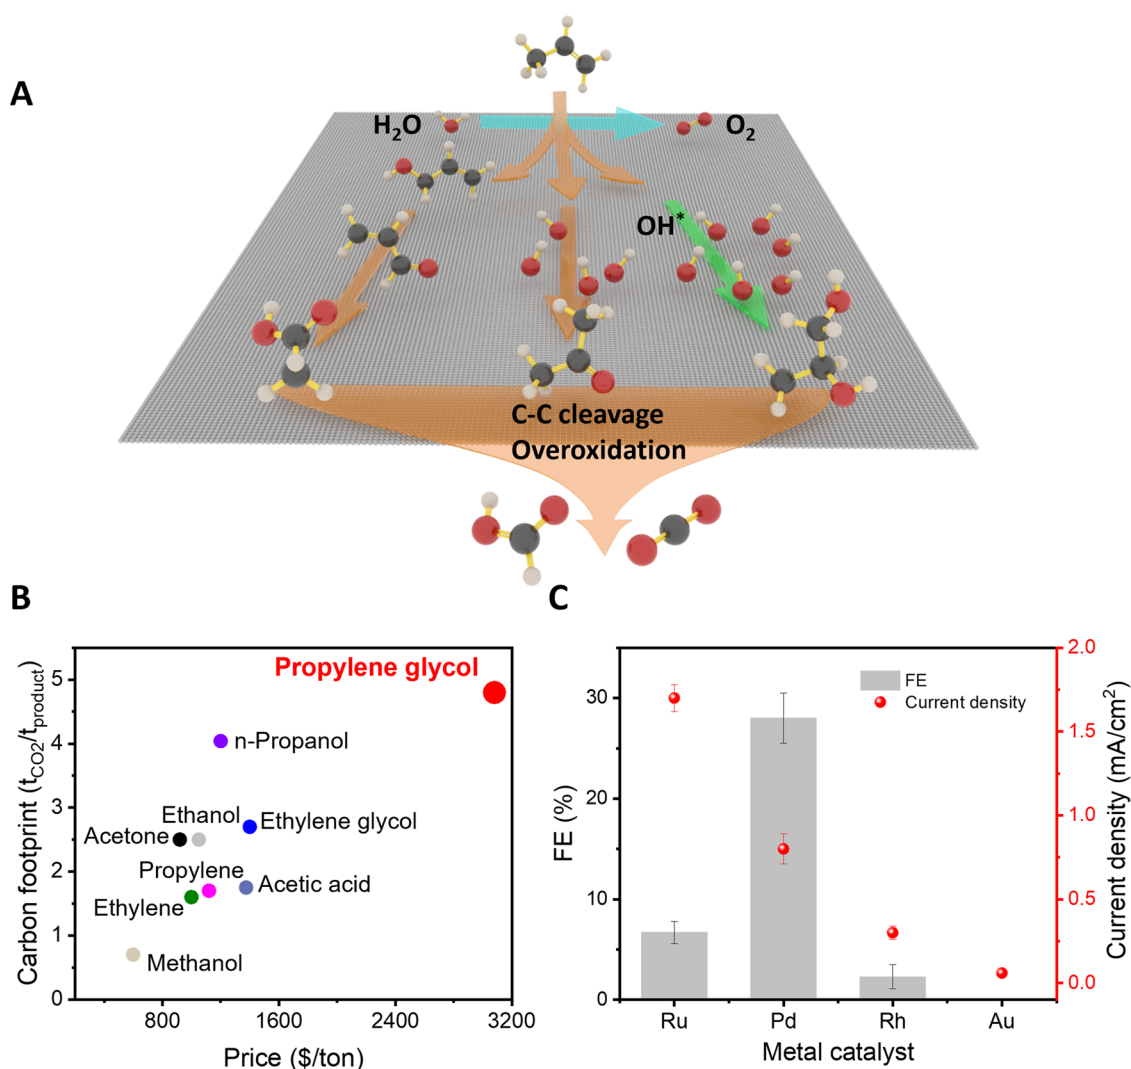 A
H2O
O2
OH*
C-C cleavage
Overoxidation
B
C
Carbon footprint (tCO2/tproduct)
5
4
3
2
1
0
Propylene glycol
n-Propanol
Ethanol
Ethylene glycol
Acetone
Propylene
Acetic acid
Ethylene
Methanol
800
1600
2400
3200
Price ($/ton)
FE (%)
30
20
10
0
FE
Current density
2.0
1.5
1.0
0.5
0.0
Current density (mA/cm2)
Ru
Pd
Rh
Au
Metal catalyst